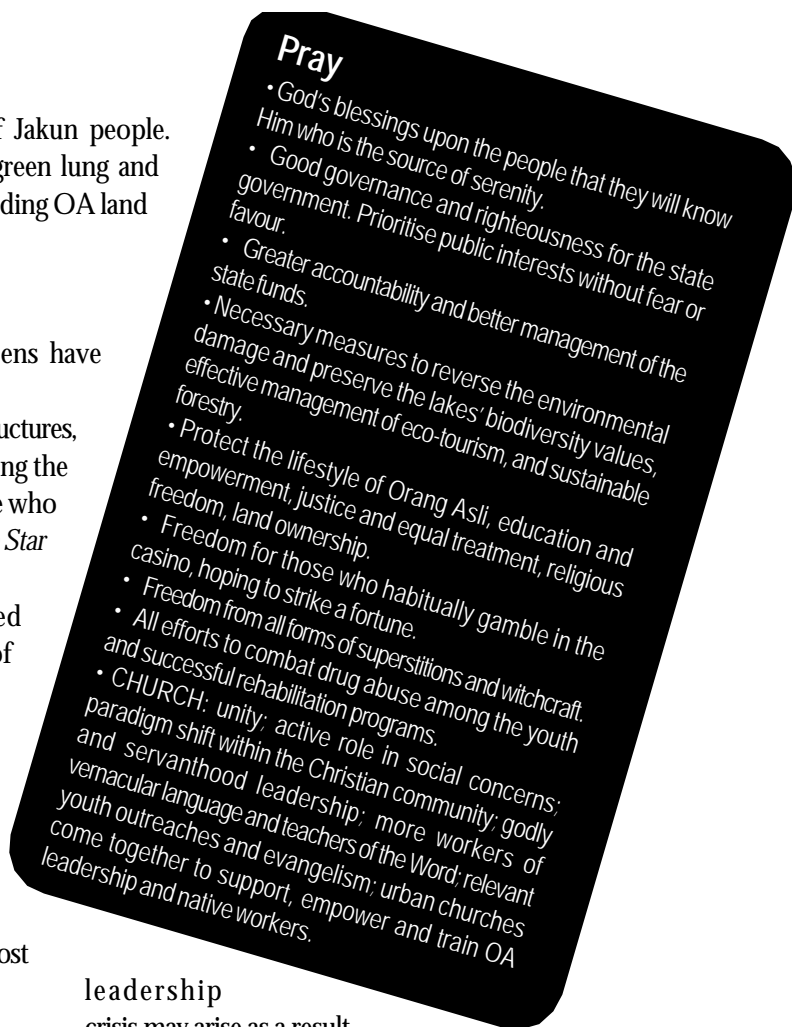 f Jakun people.
green lung and
ding OA land
ens have
uctures,
ng the
e who
Star
ed
of
ost
leadership
crisis may arise as a result
Pray
• God's blessings upon the people that they will know
Him who is the source of serenity.
• Good governance and righteousness for the state
government. Prioritise public interests without fear or
favour.
• Greater accountability and better management of the
state funds.
• Necessary measures to reverse the environmental
damage and preserve the lakes' biodiversity values,
effective management of eco-tourism, and sustainable
forestry.
• Protect the lifestyle of Orang Asli, education and
empowerment, justice and equal treatment, religious
freedom, land ownership.
• Freedom for those who habitually gamble in the
casino, hoping to strike a fortune.
• Freedom from all forms of superstitions and witchcraft.
• All efforts to combat drug abuse among the youth
and successful rehabilitation programs.
• CHURCH: unity; active role in social concerns;
paradigm shift within the Christian community; godly
and servanthood leadership; more workers of
vernacular language and teachers of the Word; relevant
youth outreaches and evangelism; urban churches
come together to support, empower and train OA
leadership and native workers.